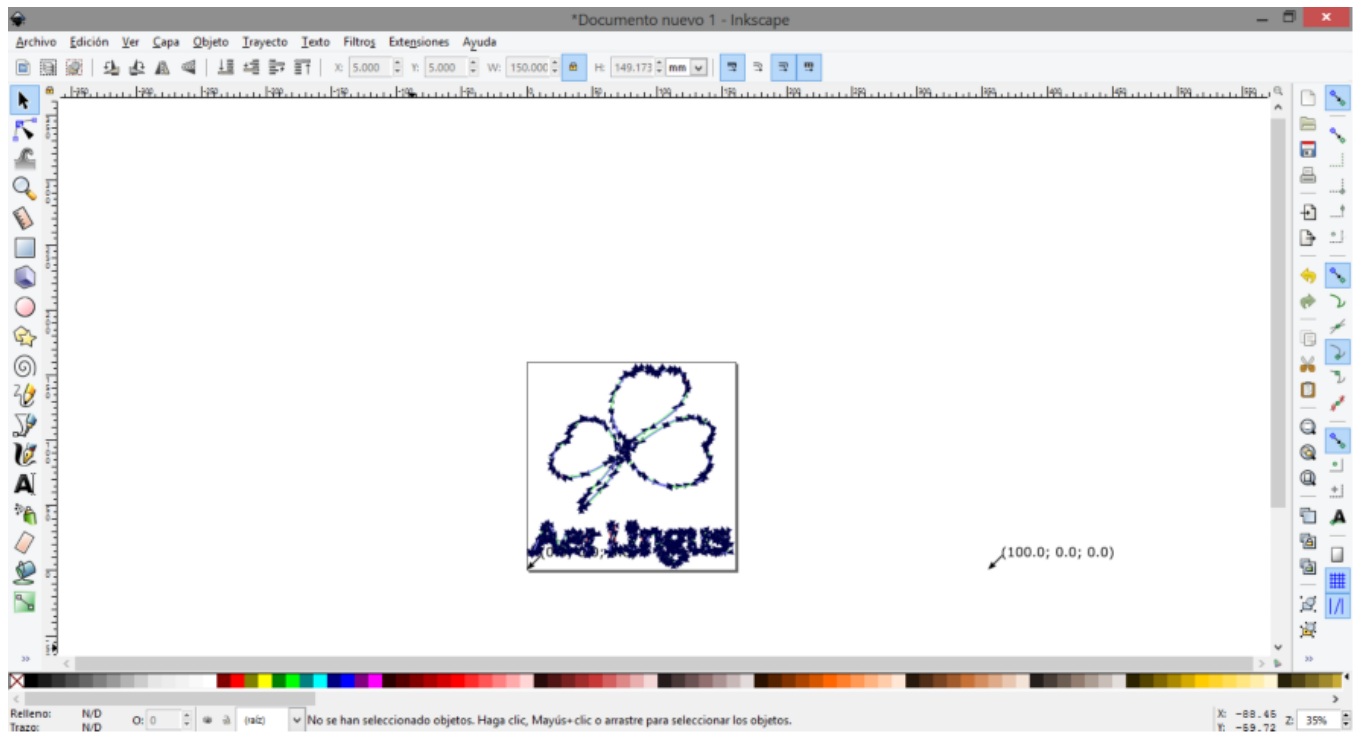 *Documento nuevo 1 - Inkscape
Archivo Edición Ver Capa Objeto Trayecto Texto Filtros Extensiones Ayuda
X: 5.000 Y: 5.000 W: 150.000 H: 149.173 mm
Aer Lingus
(100.0; 0.0; 0.0)
Relleno: N/D
Trazo: N/D
O: 0 (raíz) No se han seleccionado objetos. Haga clic, Mayús+clic o arrastre para seleccionar los objetos.
X: -88.46
Y: -69.72
Z: 35%